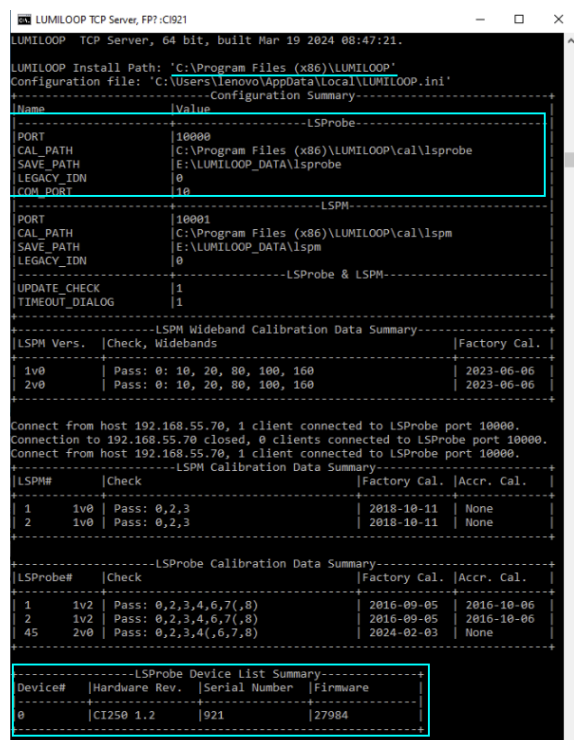 LUMILOOP TCP Server, FP? :CI921
LUMILOOP  TCP Server, 64 bit, built Mar 19 2024 08:47:21.
LUMILOOP Install Path: 'C:\Program Files (x86)\LUMILOOP'
Configuration file: 'C:\Users\lenovo\AppData\Local\LUMILOOP.ini'
+--------------------Configuration Summary--------------------+
|Name |Value |
+--------------------LSProbe--------------------|
|PORT |10000
|CAL_PATH |C:\Program Files (x86)\LUMILOOP\cal\lsprobe
|SAVE_PATH |E:\LUMILOOP_DATA\lsprobe
|LEGACY_IDN |0
|COM_PORT |10
|--------------------LSPM--------------------|
|PORT |10001
|CAL_PATH |C:\Program Files (x86)\LUMILOOP\cal\lspm
|SAVE_PATH |E:\LUMILOOP_DATA\lspm
|LEGACY_IDN |0
|--------------------LSProbe & LSPM--------------------|
|UPDATE_CHECK |1
|TIMEOUT_DIALOG |1
+--------------------LSPM Wideband Calibration Data Summary--------------------+
|LSPM Vers. |Check, Widebands |Factory Cal. |
| 1v0 | Pass: 0: 10, 20, 80, 100, 160 | 2023-06-06 |
| 2v0 | Pass: 0: 10, 20, 80, 100, 160 | 2023-06-06 |
Connect from host 192.168.55.70, 1 client connected to LSProbe port 10000.
Connection to 192.168.55.70 closed, 0 clients connected to LSProbe port 10000.
Connect from host 192.168.55.70, 1 client connected to LSProbe port 10000.
+--------------------LSPM Calibration Data Summary--------------------+
|LSPM# |Check |Factory Cal. |Accr. Cal. |
| 1 1v0 | Pass: 0,2,3 | 2018-10-11 | None |
| 2 1v0 | Pass: 0,2,3 | 2018-10-11 | None |
+--------------------LSProbe Calibration Data Summary--------------------+
|LSProbe# |Check |Factory Cal. |Accr. Cal. |
| 1 1v2 | Pass: 0,2,3,4,6,7(,8) | 2016-09-05 | 2016-10-06 |
| 2 1v2 | Pass: 0,2,3,4,6,7(,8) | 2016-09-05 | 2016-10-06 |
| 45 2v0 | Pass: 0,2,3,4(,6,7,8) | 2024-02-03 | None |
+--------------------LSProbe Device List Summary--------------------+
|Device# |Hardware Rev. |Serial Number |Firmware |
|0 |CI250 1.2 |921 |27984 |